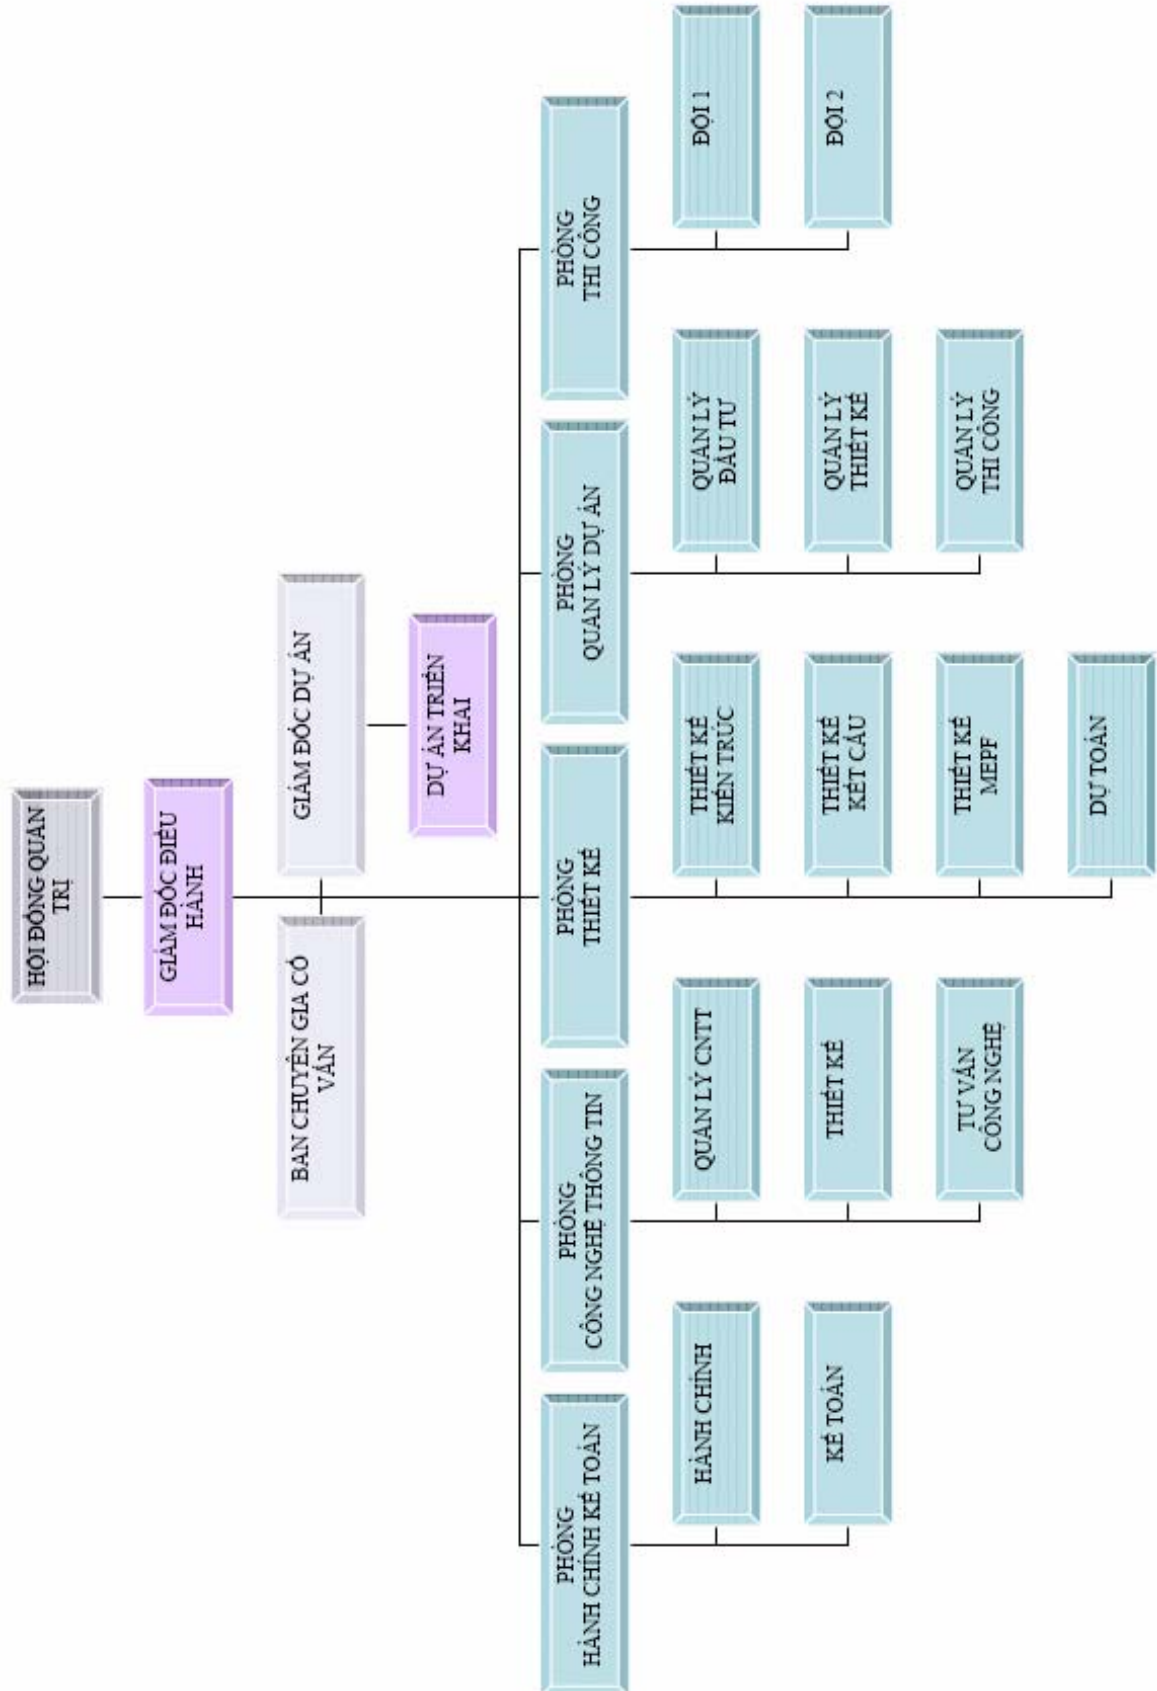 HỘI ĐỒNG QUẢN
TRỊ
GIÁM ĐỐC ĐIỀU
HÀNH
BAN CHUYÊN GIA CỐ
VẤN
GIÁM ĐỐC DỰ ÁN
DỰ ÁN TRIỂN
KHAI
PHÒNG
HÀNH CHÍNH KẾ TOÁN
HÀNH CHÍNH
KẾ TOÁN
PHÒNG
CÔNG NGHỆ THÔNG TIN
QUẢN LÝ CNTT
THIẾT KẾ
TƯ VẤN
CÔNG NGHỆ
PHÒNG
THIẾT KẾ
THIẾT KẾ
KIẾN TRÚC
THIẾT KẾ
KẾT CẤU
THIẾT KẾ
MEPF
DỰ TOÁN
PHÒNG
QUẢN LÝ DỰ ÁN
QUẢN LÝ
ĐẦU TƯ
QUẢN LÝ
THIẾT KẾ
QUẢN LÝ
THI CÔNG
PHÒNG
THI CÔNG
ĐỘI 1
ĐỘI 2